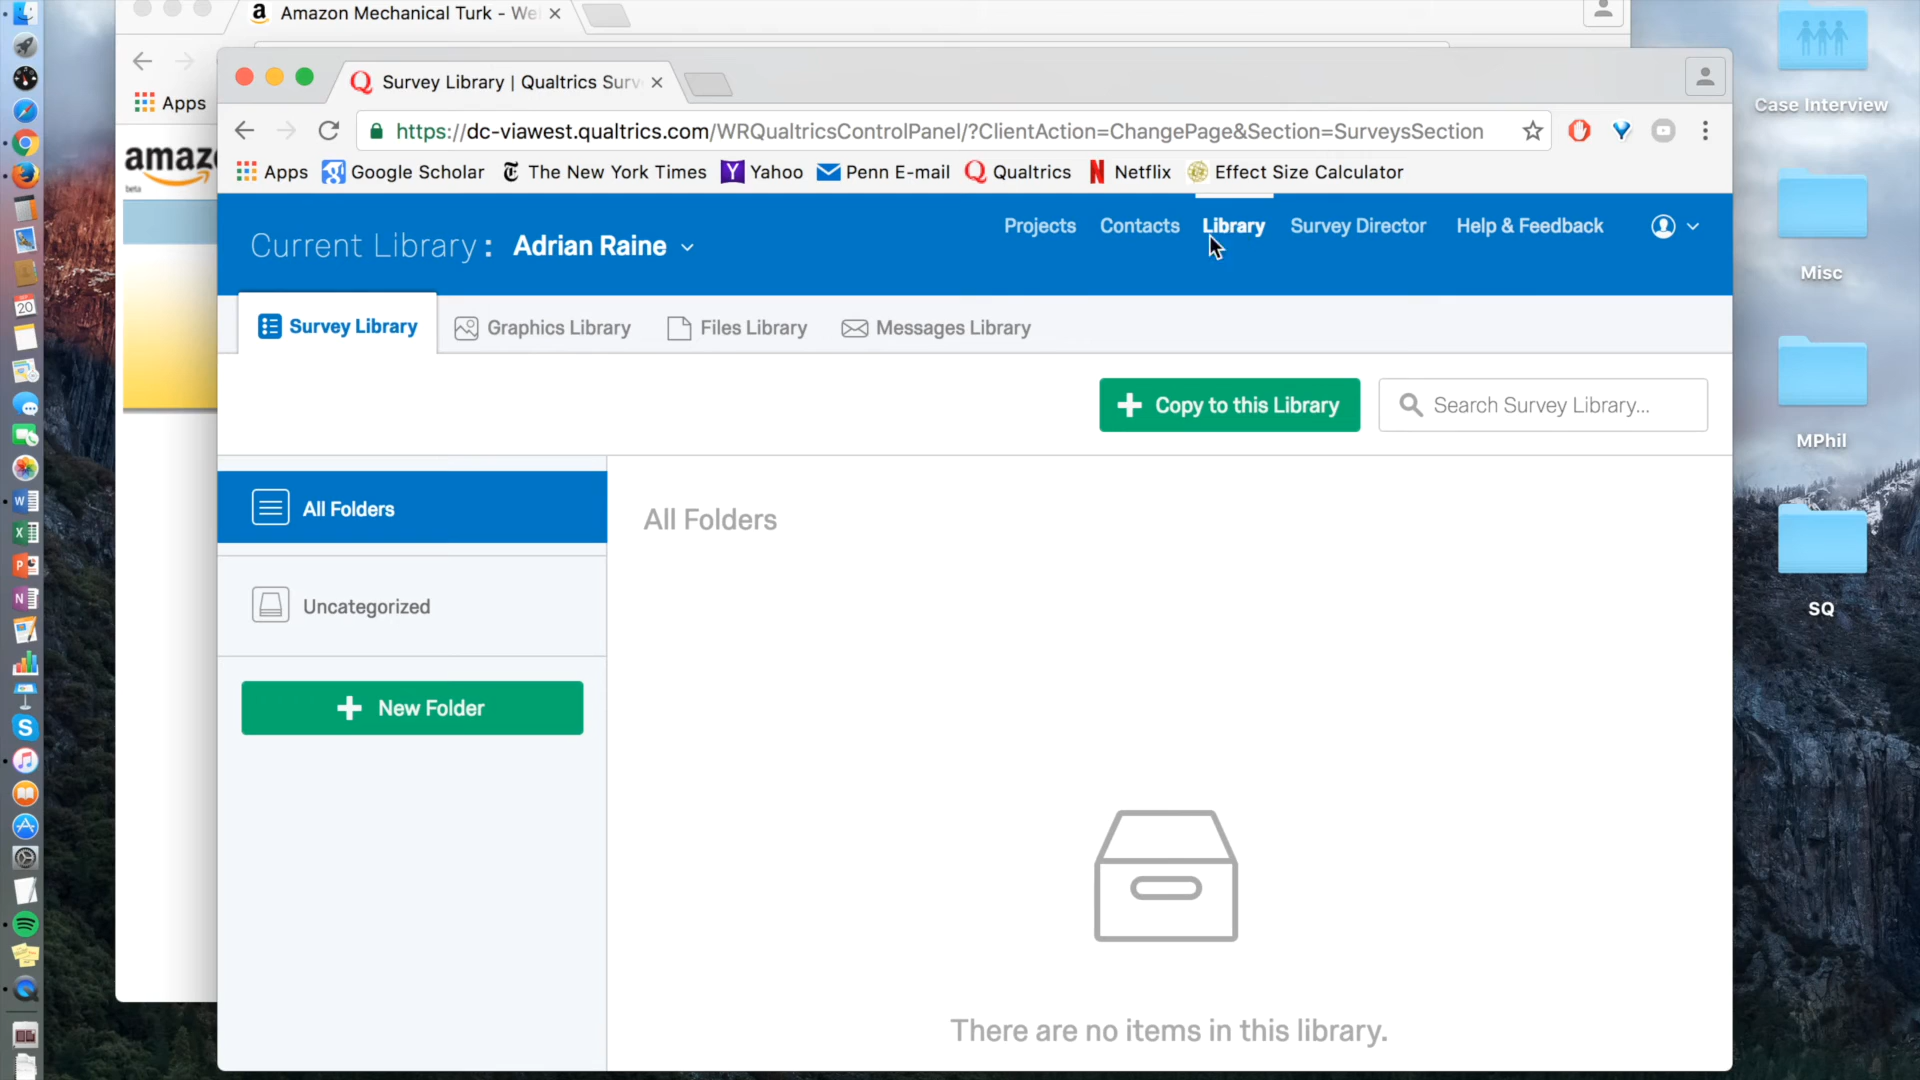 Amazon Mechanical Turk - We
Apps
amaz
beta
Survey Library | Qualtrics Surv
https://dc-viawest.qualtrics.com/WRQualtricsControlPanel/?ClientAction=ChangePage&Section=SurveysSection
Apps Google Scholar The New York Times Yahoo Penn E-mail Qualtrics Netflix Effect Size Calculator
Current Library: Adrian Raine
Projects Contacts Library Survey Director Help & Feedback
Survey Library Graphics Library Files Library Messages Library
Copy to this Library
Search Survey Library...
All Folders
Uncategorized
New Folder
All Folders
There are no items in this library.
Case Interview
Misc
MPhil
SQ
20